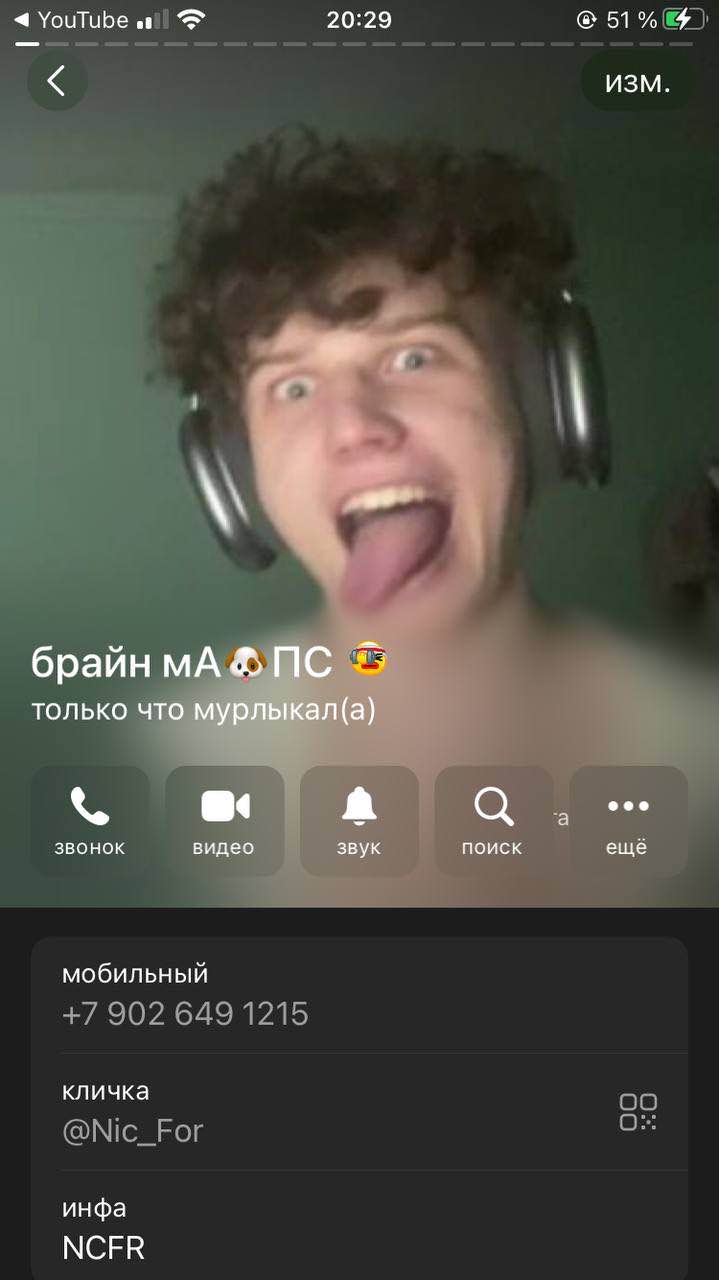 YouTube 20:29 51 %
изм.
брайн мА🐶ПС
только что мурлыкал(а)
звонок видео звук поиск ещё
мобильный
+7 902 649 1215
кличка
@Nic_For
инфа
NCFR